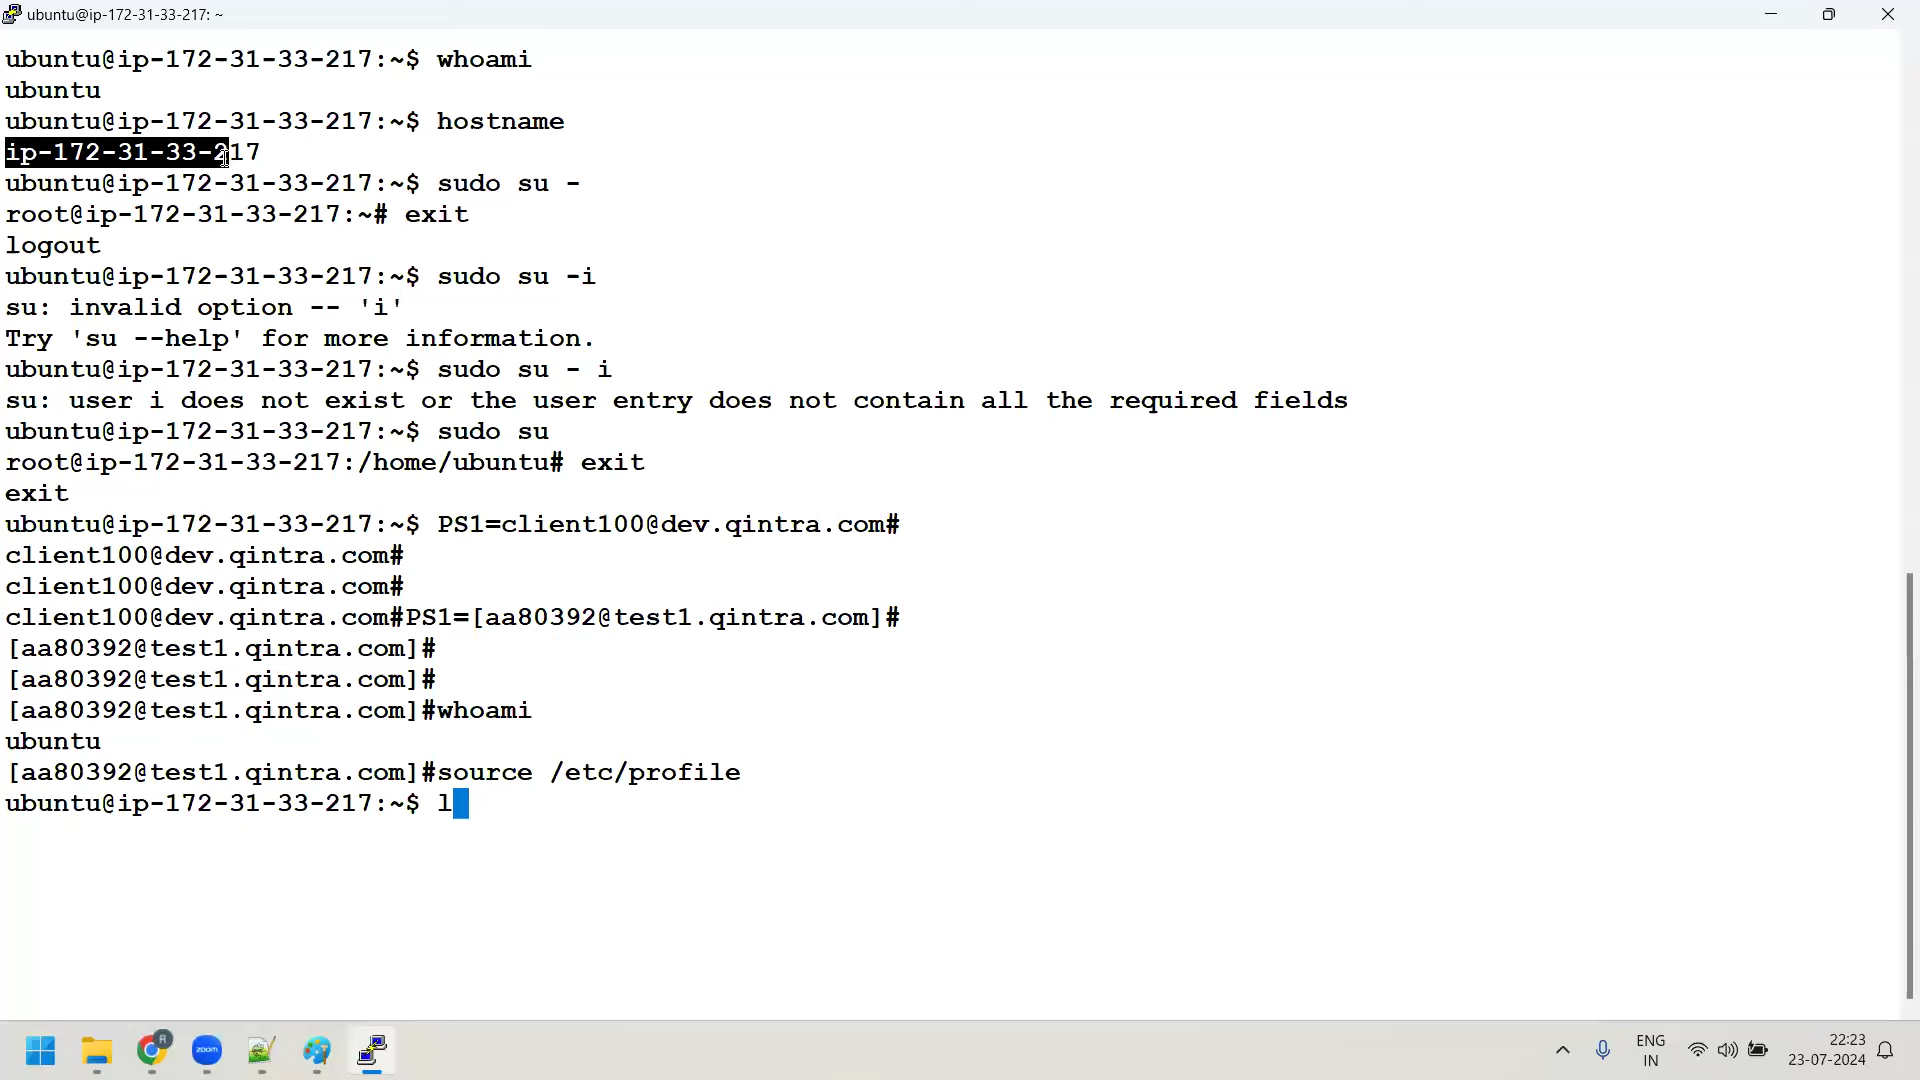 ubuntu@ip-172-31-33-217: ~
ubuntu@ip-172-31-33-217:~$ whoami
ubuntu
ubuntu@ip-172-31-33-217:~$ hostname
ip-172-31-33-217
ubuntu@ip-172-31-33-217:~$ sudo su -
root@ip-172-31-33-217:~# exit
logout
ubuntu@ip-172-31-33-217:~$ sudo su -i
su: invalid option -- 'i'
Try 'su --help' for more information.
ubuntu@ip-172-31-33-217:~$ sudo su - i
su: user i does not exist or the user entry does not contain all the required fields
ubuntu@ip-172-31-33-217:~$ sudo su
root@ip-172-31-33-217:/home/ubuntu# exit
exit
ubuntu@ip-172-31-33-217:~$ PS1=client100@dev.qintra.com#
client100@dev.qintra.com#
client100@dev.qintra.com#
client100@dev.qintra.com#PS1=[aa80392@test1.qintra.com]#
[aa80392@test1.qintra.com]#
[aa80392@test1.qintra.com]#
[aa80392@test1.qintra.com]#whoami
ubuntu
[aa80392@test1.qintra.com]#source /etc/profile
ubuntu@ip-172-31-33-217:~$ l
R
zoom
ENG
IN
22:23
23-07-2024